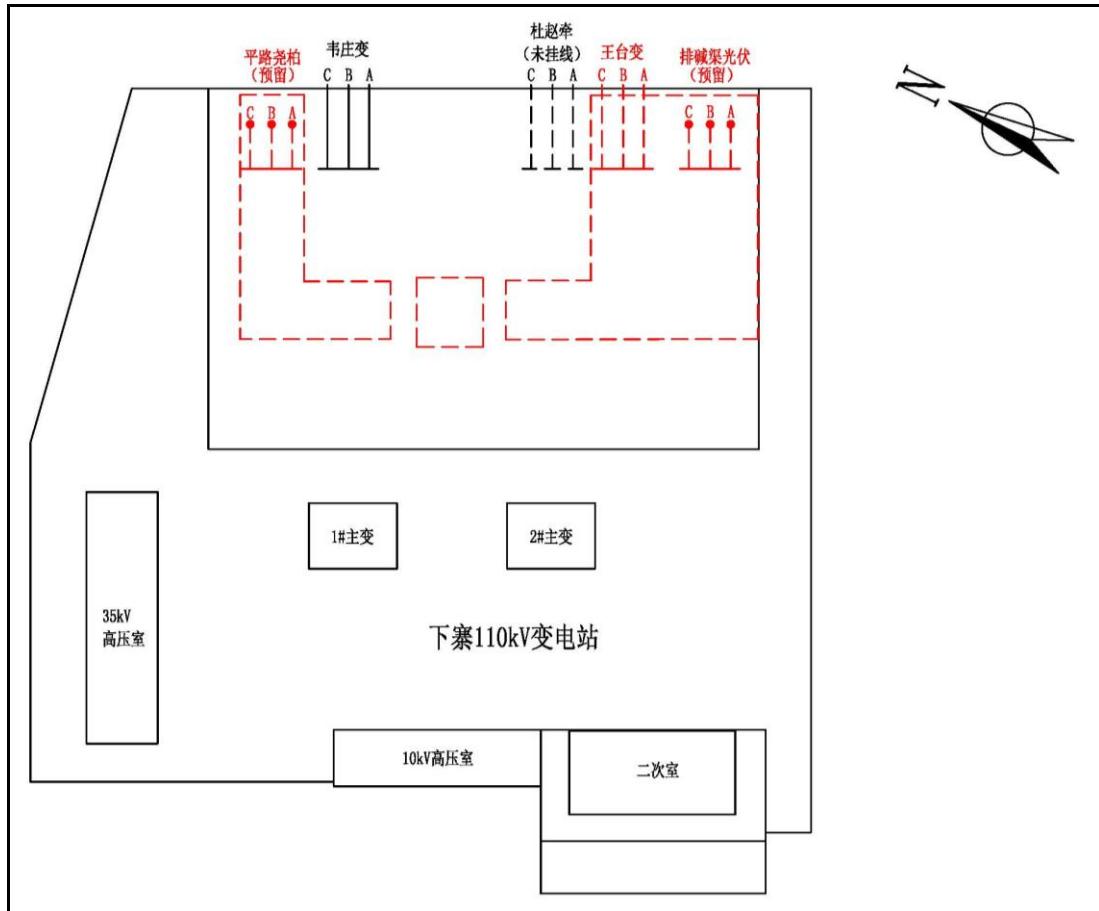 平路尧柏
（预留）
韦庄变
杜赵牵
（未挂线）
王台变
排碱渠光伏
（预留）
C B A
C B A
C B A
C B A
C B A
N
1#主变
2#主变
35kV
高压室
下寨110kV变电站
10kV高压室
二次室